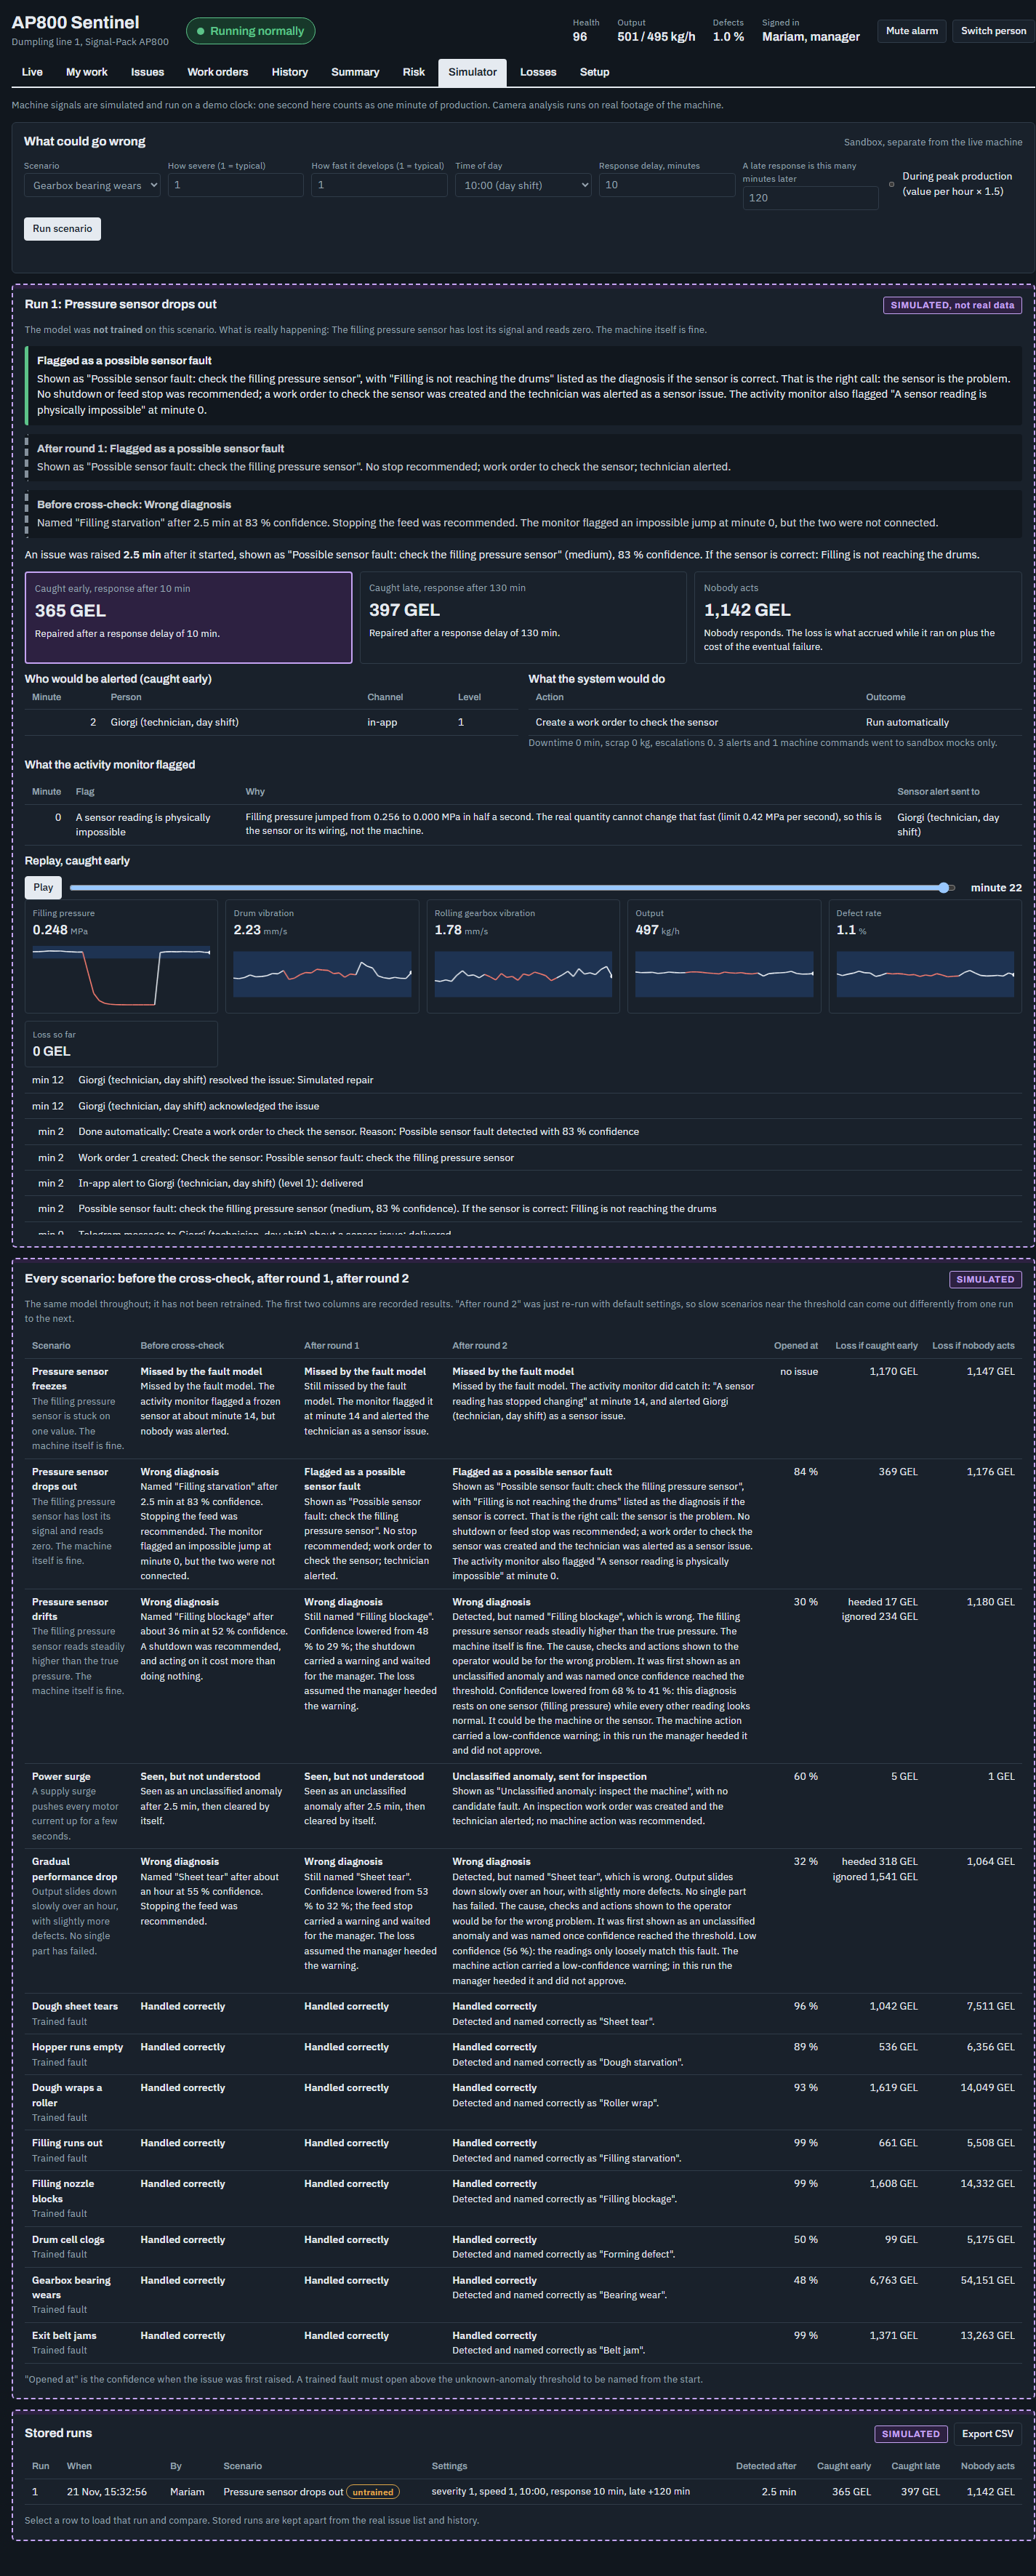 AP800 Sentinel
Dumpling line 1, Signal-Pack AP800
Running normally
Health
96
Output
501 / 495 kg/h
Defects
1.0 %
Signed in
Mariam, manager
Mute alarm
Switch person
Live
My work
Issues
Work orders
History
Summary
Risk
Simulator
Losses
Setup
Machine signals are simulated and run on a demo clock: one second here counts as one minute of production. Camera analysis runs on real footage of the machine.
What could go wrong
Sandbox, separate from the live machine
Scenario
Gearbox bearing wears
How severe (1 = typical)
1
How fast it develops (1 = typical)
1
Time of day
10:00 (day shift)
Response delay, minutes
10
A late response is this many
minutes later
120
During peak production
(value per hour × 1.5)
Run scenario
Run 1: Pressure sensor drops out
SIMULATED, not real data
The model was not trained on this scenario. What is really happening: The filling pressure sensor has lost its signal and reads zero. The machine itself is fine.
Flagged as a possible sensor fault
Shown as "Possible sensor fault: check the filling pressure sensor", with "Filling is not reaching the drums" listed as the diagnosis if the sensor is correct. That is the right call: the sensor is the problem.
No shutdown or feed stop was recommended; a work order to check the sensor was created and the technician was alerted as a sensor issue. The activity monitor also flagged "A sensor reading is
physically impossible" at minute 0.
After round 1: Flagged as a possible sensor fault
Shown as "Possible sensor fault: check the filling pressure sensor". No stop recommended; work order to check the sensor; technician alerted.
Before cross-check: Wrong diagnosis
Named "Filling starvation" after 2.5 min at 83 % confidence. Stopping the feed was recommended. The monitor flagged an impossible jump at minute 0, but the two were not connected.
An issue was raised 2.5 min after it started, shown as "Possible sensor fault: check the filling pressure sensor" (medium), 83 % confidence. If the sensor is correct: Filling is not reaching the drums.
Caught early, response after 10 min
365 GEL
Repaired after a response delay of 10 min.
Caught late, response after 130 min
397 GEL
Repaired after a response delay of 130 min.
Nobody acts
1,142 GEL
Nobody responds. The loss is what accrued while it ran on plus the
cost of the eventual failure.
Who would be alerted (caught early)
Minute Person Channel Level
2 Giorgi (technician, day shift) in-app 1
What the system would do
Action Outcome
Create a work order to check the sensor Run automatically
Downtime 0 min, scrap 0 kg, escalations 0. 3 alerts and 1 machine commands went to sandbox mocks only.
What the activity monitor flagged
Minute Flag Why Sensor alert sent to
0 A sensor reading is physically
impossible
Filling pressure jumped from 0.256 to 0.000 MPa in half a second. The real quantity cannot change that fast (limit 0.42 MPa per second), so this is
the sensor or its wiring, not the machine.
Giorgi (technician, day
shift)
Replay, caught early
Play
minute 22
Filling pressure
0.248 MPa
Drum vibration
2.23 mm/s
Rolling gearbox vibration
1.78 mm/s
Output
497 kg/h
Defect rate
1.1 %
Loss so far
0 GEL
min 12 Giorgi (technician, day shift) resolved the issue: Simulated repair
min 12 Giorgi (technician, day shift) acknowledged the issue
min 2 Done automatically: Create a work order to check the sensor. Reason: Possible sensor fault detected with 83 % confidence
min 2 Work order 1 created: Check the sensor: Possible sensor fault: check the filling pressure sensor
min 2 In-app alert to Giorgi (technician, day shift) (level 1): delivered
min 2 Possible sensor fault: check the filling pressure sensor (medium, 83 % confidence). If the sensor is correct: Filling is not reaching the drums
min 0 Telegram message to Giorgi (technician, day shift) about a sensor issue: delivered
Every scenario: before the cross-check, after round 1, after round 2
SIMULATED
The same model throughout; it has not been retrained. The first two columns are recorded results. "After round 2" was just re-run with default settings, so slow scenarios near the threshold can come out differently from one run
to the next.
Scenario Before cross-check After round 1 After round 2 Opened at Loss if caught early Loss if nobody acts
Pressure sensor
freezes
The filling pressure
sensor is stuck on
one value. The
machine itself is fine.
Missed by the fault model
Missed by the fault model. The
activity monitor flagged a frozen
sensor at about minute 14, but
nobody was alerted.
Missed by the fault model
Still missed by the fault
model. The monitor flagged it
at minute 14 and alerted the
technician as a sensor issue.
Missed by the fault model
Missed by the fault model. The activity monitor did catch it: "A sensor
reading has stopped changing" at minute 14, and alerted Giorgi
(technician, day shift) as a sensor issue.
no issue
1,170 GEL
1,147 GEL
Pressure sensor
drops out
The filling pressure
sensor has lost its
signal and reads
zero. The machine
itself is fine.
Wrong diagnosis
Named "Filling starvation" after
2.5 min at 83 % confidence.
Stopping the feed was
recommended. The monitor
flagged an impossible jump at
minute 0, but the two were not
connected.
Flagged as a possible
sensor fault
Shown as "Possible sensor
fault: check the filling
pressure sensor". No stop
recommended; work order to
check the sensor; technician
alerted.
Flagged as a possible sensor fault
Shown as "Possible sensor fault: check the filling pressure sensor",
with "Filling is not reaching the drums" listed as the diagnosis if the
sensor is correct. That is the right call: the sensor is the problem. No
shutdown or feed stop was recommended; a work order to check the
sensor was created and the technician was alerted as a sensor issue.
The activity monitor also flagged "A sensor reading is physically
impossible" at minute 0.
84 %
369 GEL
1,176 GEL
Pressure sensor
drifts
The filling pressure
sensor reads steadily
higher than the true
pressure. The
machine itself is fine.
Wrong diagnosis
Named "Filling blockage" after
about 36 min at 52 % confidence.
A shutdown was recommended,
and acting on it cost more than
doing nothing.
Wrong diagnosis
Still named "Filling blockage".
Confidence lowered from 48
% to 29 %; the shutdown
carried a warning and waited
for the manager. The loss
assumed the manager heeded
the warning.
Wrong diagnosis
Detected, but named "Filling blockage", which is wrong. The filling
pressure sensor reads steadily higher than the true pressure. The
machine itself is fine. The cause, checks and actions shown to the
operator would be for the wrong problem. It was first shown as an
unclassified anomaly and was named once confidence reached the
threshold. Confidence lowered from 68 % to 41 %: this diagnosis
rests on one sensor (filling pressure) while every other reading looks
normal. It could be the machine or the sensor. The machine action
carried a low-confidence warning; in this run the manager heeded it
and did not approve.
30 %
heeded 17 GEL
ignored 234 GEL
1,180 GEL
Power surge
A supply surge
pushes every motor
current up for a few
seconds.
Seen, but not understood
Seen as an unclassified anomaly
after 2.5 min, then cleared by
itself.
Seen, but not understood
Seen as an unclassified
anomaly after 2.5 min, then
cleared by itself.
Unclassified anomaly, sent for inspection
Shown as "Unclassified anomaly: inspect the machine", with no
candidate fault. An inspection work order was created and the
technician alerted; no machine action was recommended.
60 %
5 GEL
1 GEL
Gradual
performance drop
Output slides down
slowly over an hour,
with slightly more
defects. No single
part has failed.
Wrong diagnosis
Named "Sheet tear" after about
an hour at 55 % confidence.
Stopping the feed was
recommended.
Wrong diagnosis
Still named "Sheet tear".
Confidence lowered from 53
% to 32 %; the feed stop
carried a warning and waited
for the manager. The loss
assumed the manager heeded
the warning.
Wrong diagnosis
Detected, but named "Sheet tear", which is wrong. Output slides
down slowly over an hour, with slightly more defects. No single part
has failed. The cause, checks and actions shown to the operator
would be for the wrong problem. It was first shown as an unclassified
anomaly and was named once confidence reached the threshold. Low
confidence (56 %): the readings only loosely match this fault. The
machine action carried a low-confidence warning; in this run the
manager heeded it and did not approve.
32 %
heeded 318 GEL
ignored 1,541 GEL
1,064 GEL
Dough sheet tears
Trained fault
Handled correctly
Handled correctly
Handled correctly
Detected and named correctly as "Sheet tear".
96 %
1,042 GEL
7,511 GEL
Hopper runs empty
Trained fault
Handled correctly
Handled correctly
Handled correctly
Detected and named correctly as "Dough starvation".
89 %
536 GEL
6,356 GEL
Dough wraps a
roller
Trained fault
Handled correctly
Handled correctly
Handled correctly
Detected and named correctly as "Roller wrap".
93 %
1,619 GEL
14,049 GEL
Filling runs out
Trained fault
Handled correctly
Handled correctly
Handled correctly
Detected and named correctly as "Filling starvation".
99 %
661 GEL
5,508 GEL
Filling nozzle
blocks
Trained fault
Handled correctly
Handled correctly
Handled correctly
Detected and named correctly as "Filling blockage".
99 %
1,608 GEL
14,332 GEL
Drum cell clogs
Trained fault
Handled correctly
Handled correctly
Handled correctly
Detected and named correctly as "Forming defect".
50 %
99 GEL
5,175 GEL
Gearbox bearing
wears
Trained fault
Handled correctly
Handled correctly
Handled correctly
Detected and named correctly as "Bearing wear".
48 %
6,763 GEL
54,151 GEL
Exit belt jams
Trained fault
Handled correctly
Handled correctly
Handled correctly
Detected and named correctly as "Belt jam".
99 %
1,371 GEL
13,263 GEL
"Opened at" is the confidence when the issue was first raised. A trained fault must open above the unknown-anomaly threshold to be named from the start.
Stored runs
SIMULATED
Export CSV
Run When By Scenario Settings Detected after Caught early Caught late Nobody acts
1 21 Nov, 15:32:56 Mariam Pressure sensor drops out untrained severity 1, speed 1, 10:00, response 10 min, late +120 min 2.5 min 365 GEL 397 GEL 1,142 GEL
Select a row to load that run and compare. Stored runs are kept apart from the real issue list and history.